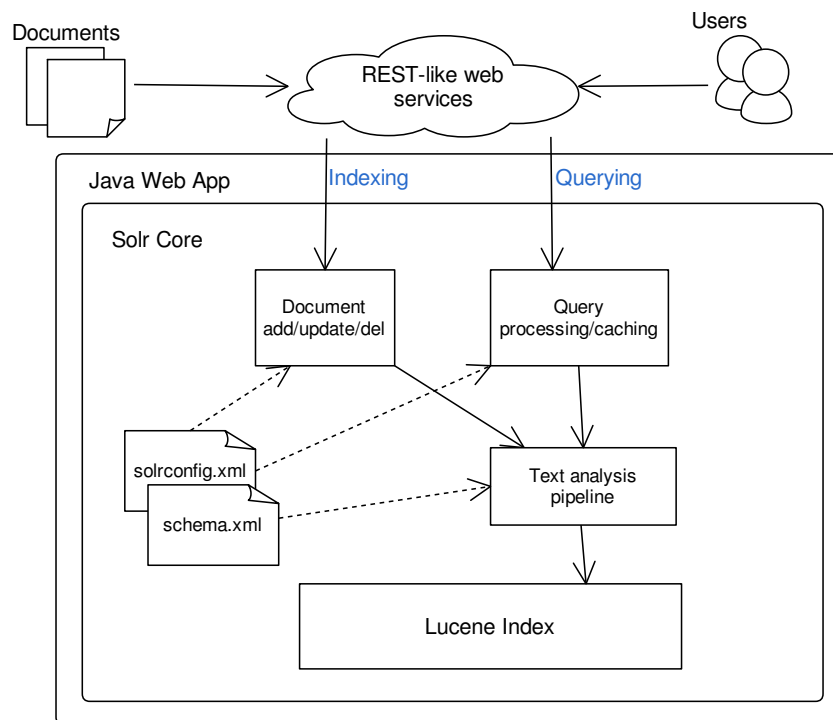 Documents
Users
REST-like web
services
Java Web App
Indexing
Querying
Solr Core
Document
add/update/del
Query
processing/caching
solrconfig.xml
schema.xml
Text analysis
pipeline
Lucene Index